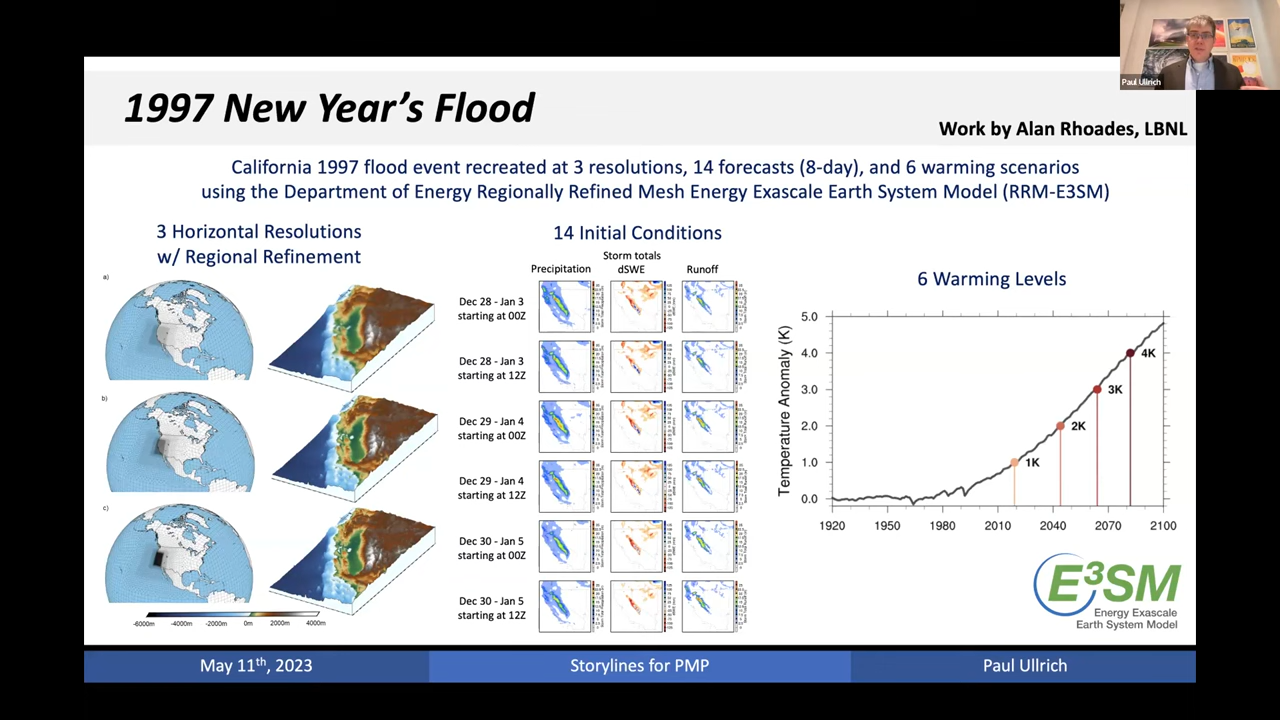 Paul Ullrich
1997 New Year's Flood
Work by Alan Rhoades, LBNL
California 1997 flood event recreated at 3 resolutions, 14 forecasts (8-day), and 6 warming scenarios
using the Department of Energy Regionally Refined Mesh Energy Exascale Earth System Model (RRM-E3SM)
3 Horizontal Resolutions
w/ Regional Refinement
a)
b)
c)
-6000m -4000m -2000m 0m 2000m 4000m
14 Initial Conditions
Storm totals
Precipitation dSWE Runoff
Dec 28 - Jan 3
starting at 00Z
Dec 28 - Jan 3
starting at 12Z
Dec 29 - Jan 4
starting at 00Z
Dec 29 - Jan 4
starting at 12Z
Dec 30 - Jan 5
starting at 00Z
Dec 30 - Jan 5
starting at 12Z
6 Warming Levels
Temperature Anomaly (K)
5.0
4.0
3.0
2.0
1.0
0.0
1K
2K
3K
4K
1920 1950 1980 2010 2040 2070 2100
E³SM
Energy Exascale
Earth System Model
May 11th, 2023
Storylines for PMP
Paul Ullrich